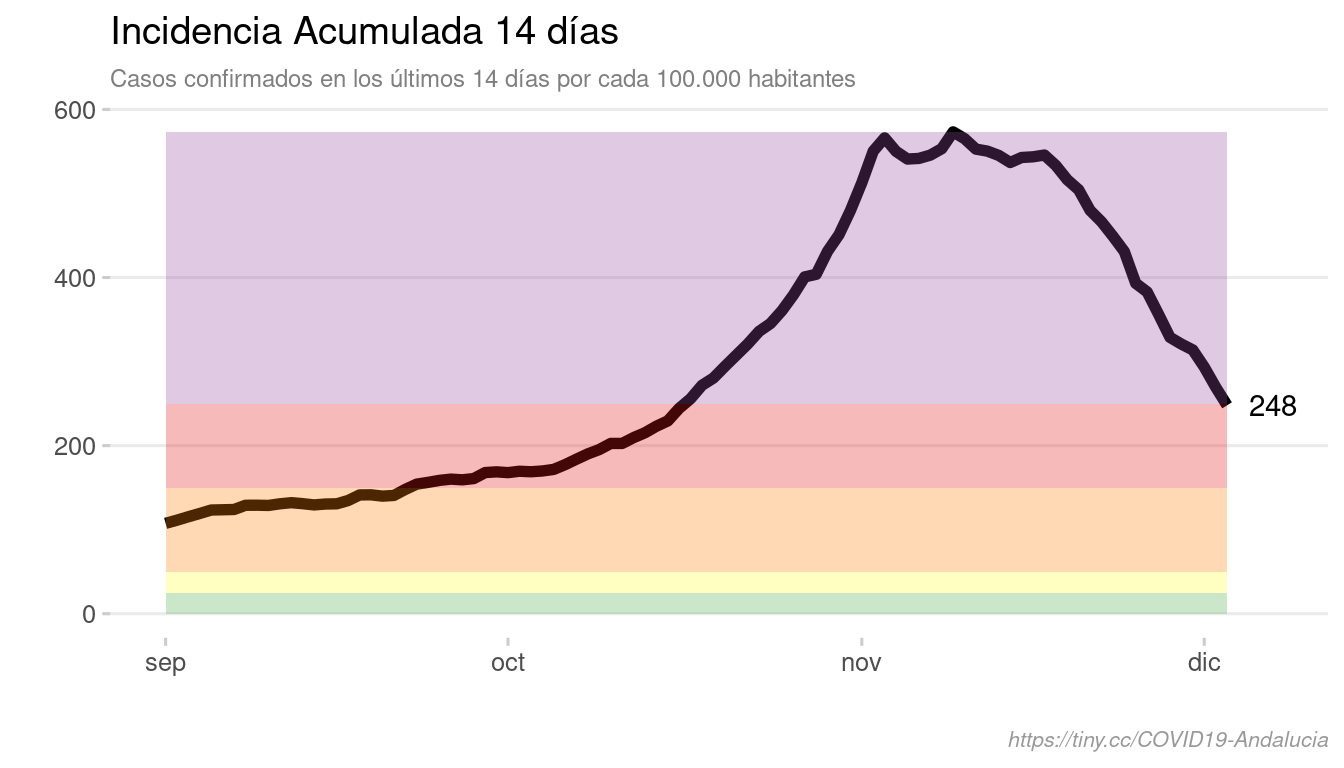 Incidencia Acumulada 14 días
Casos confirmados en los últimos 14 días por cada 100.000 habitantes
600
400
248
200
0
sep oct nov dic
https://tiny.cc/COVID19-Andalucia